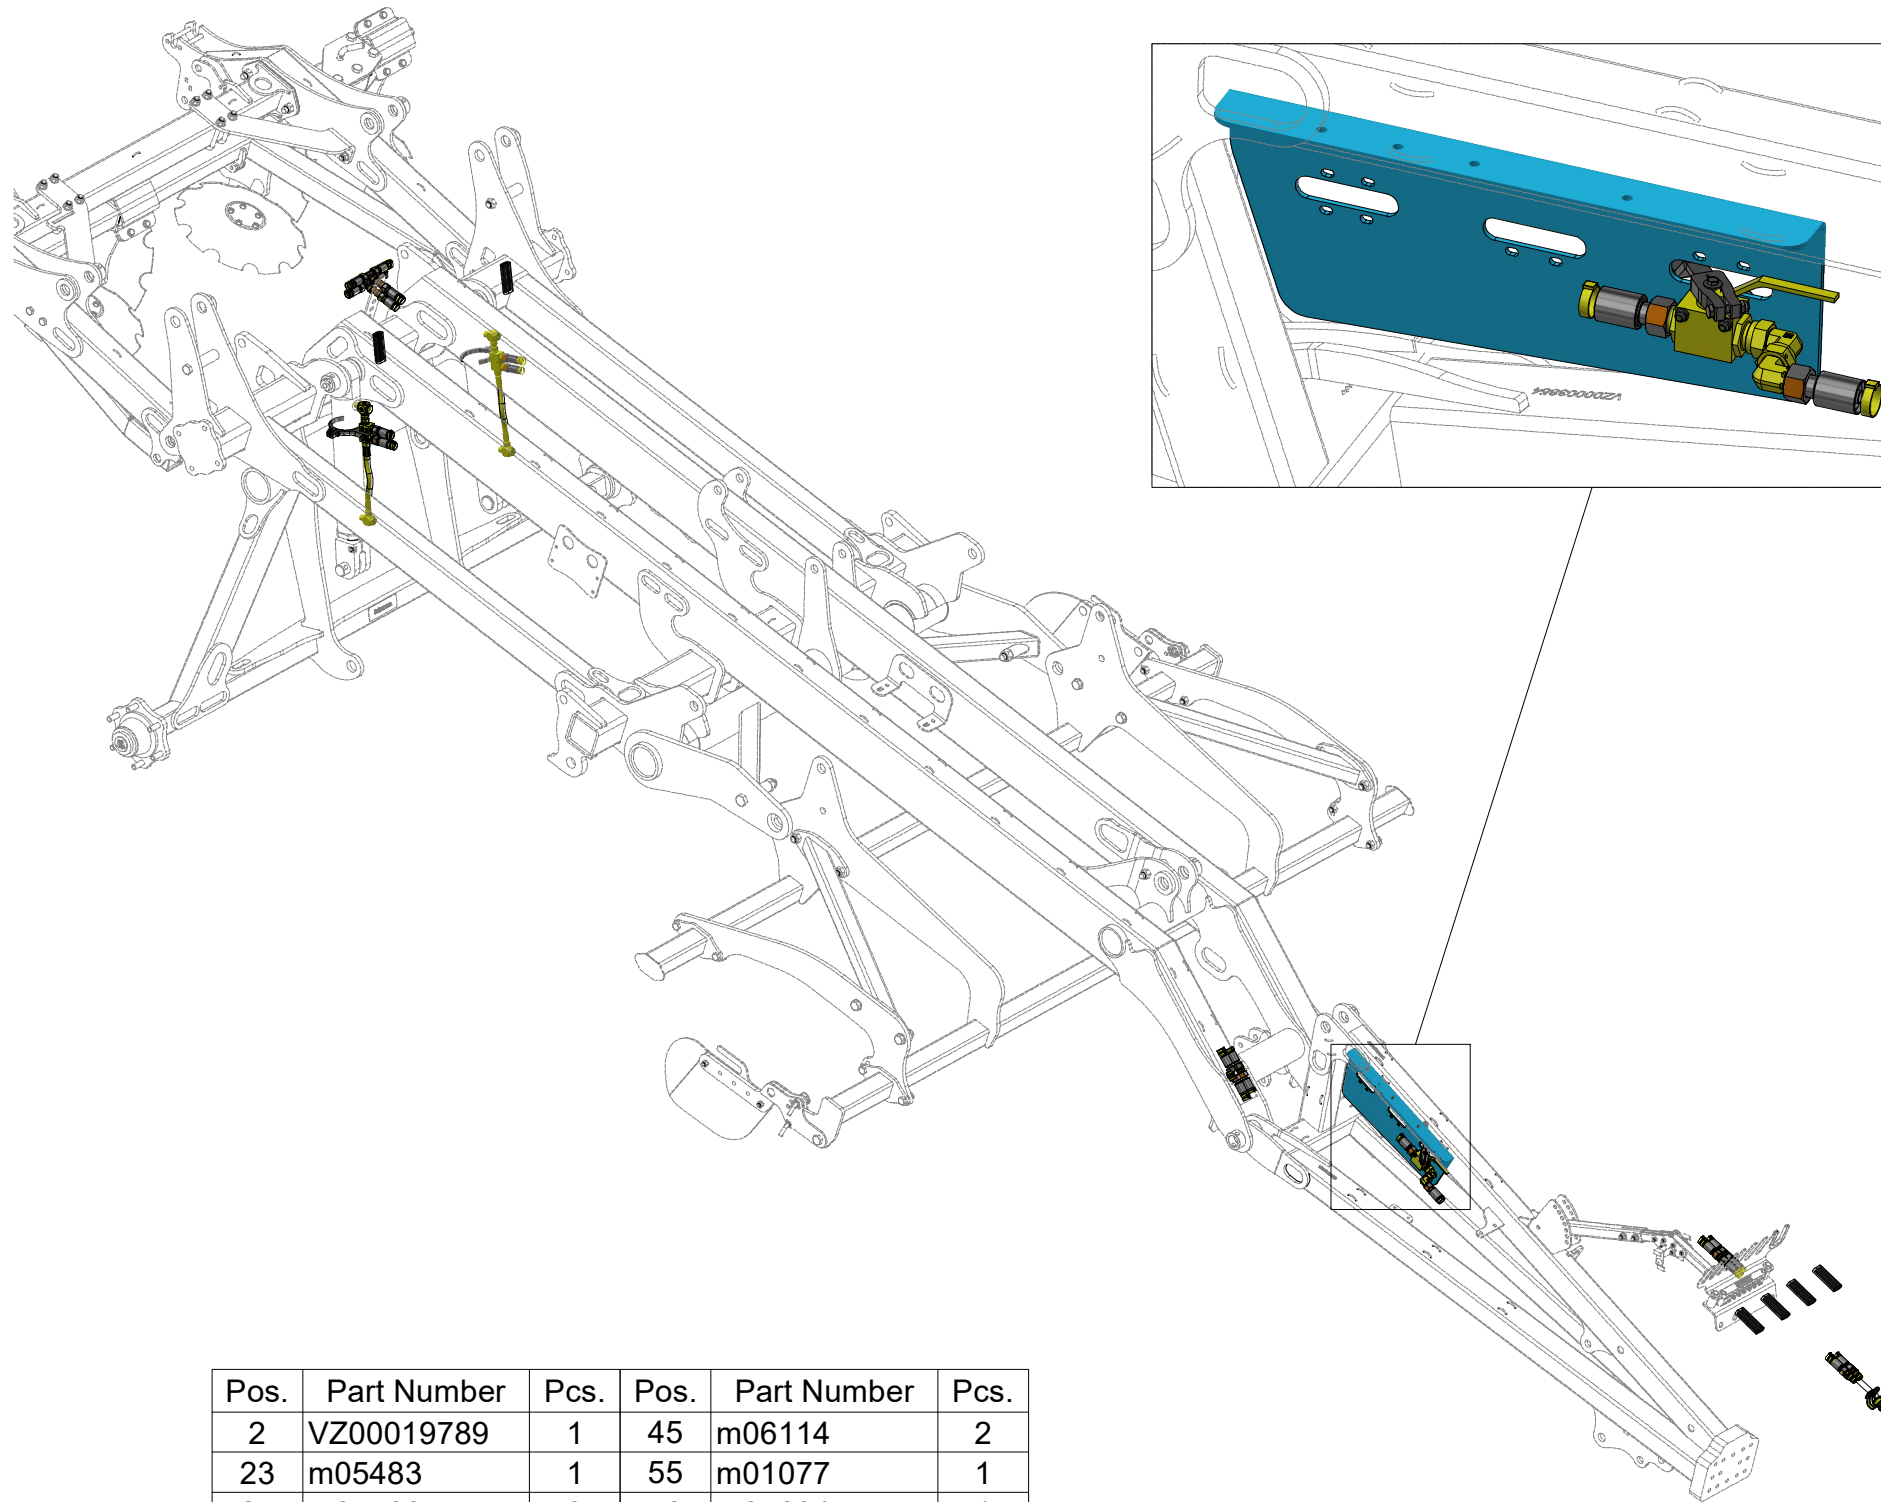 VZ00003864
Pos. Part Number Pcs. Pos. Part Number Pcs.
2 VZ00019789 1 45 m06114 2
23 m05483 1 55 m01077 1